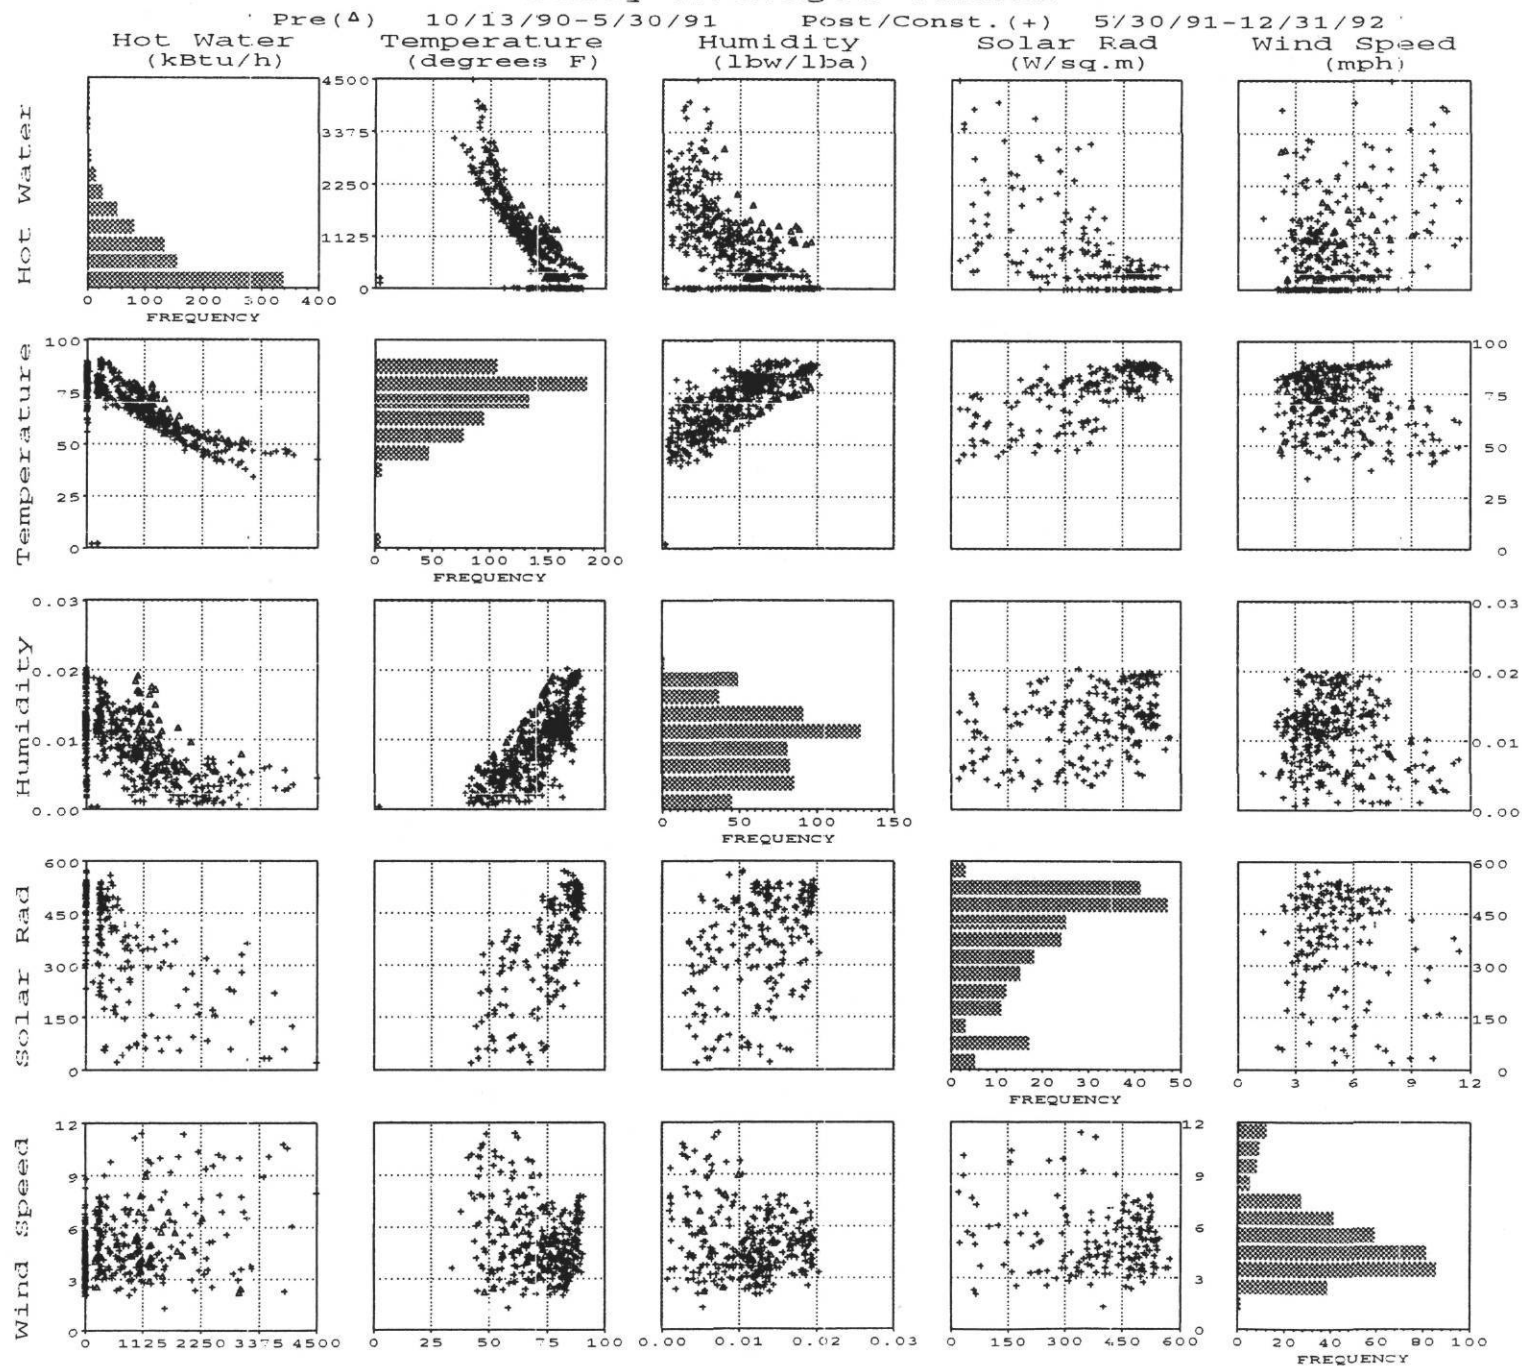 Pre(Δ) 10/13/90-5/30/91 Post/Const.(+) 5/30/91-12/31/92
Hot Water Temperature Humidity Solar Rad Wind Speed
(kBtu/h) (degrees F) (lbw/lba) (W/sq.m) (mph)
Hot Water
4500
3375
2250
1125
0
0 100 200 300 400
FREQUENCY
Temperature
100
75
50
25
0
0 50 100 150 200
FREQUENCY
100
75
50
25
0
Humidity
0.03
0.02
0.01
0.00
0 50 100 150
FREQUENCY
0.03
0.02
0.01
0.00
Solar Rad
600
450
300
150
0
0 10 20 30 40 50
FREQUENCY
600
450
300
150
0
0 3 6 9 12
Wind Speed
12
9
6
3
0
0 1125 2250 3375 4500
0 25 50 75 100
0.00 0.01 0.02 0.03
12
9
6
3
0
0 150 300 450 600
0 20 40 60 80 100
FREQUENCY